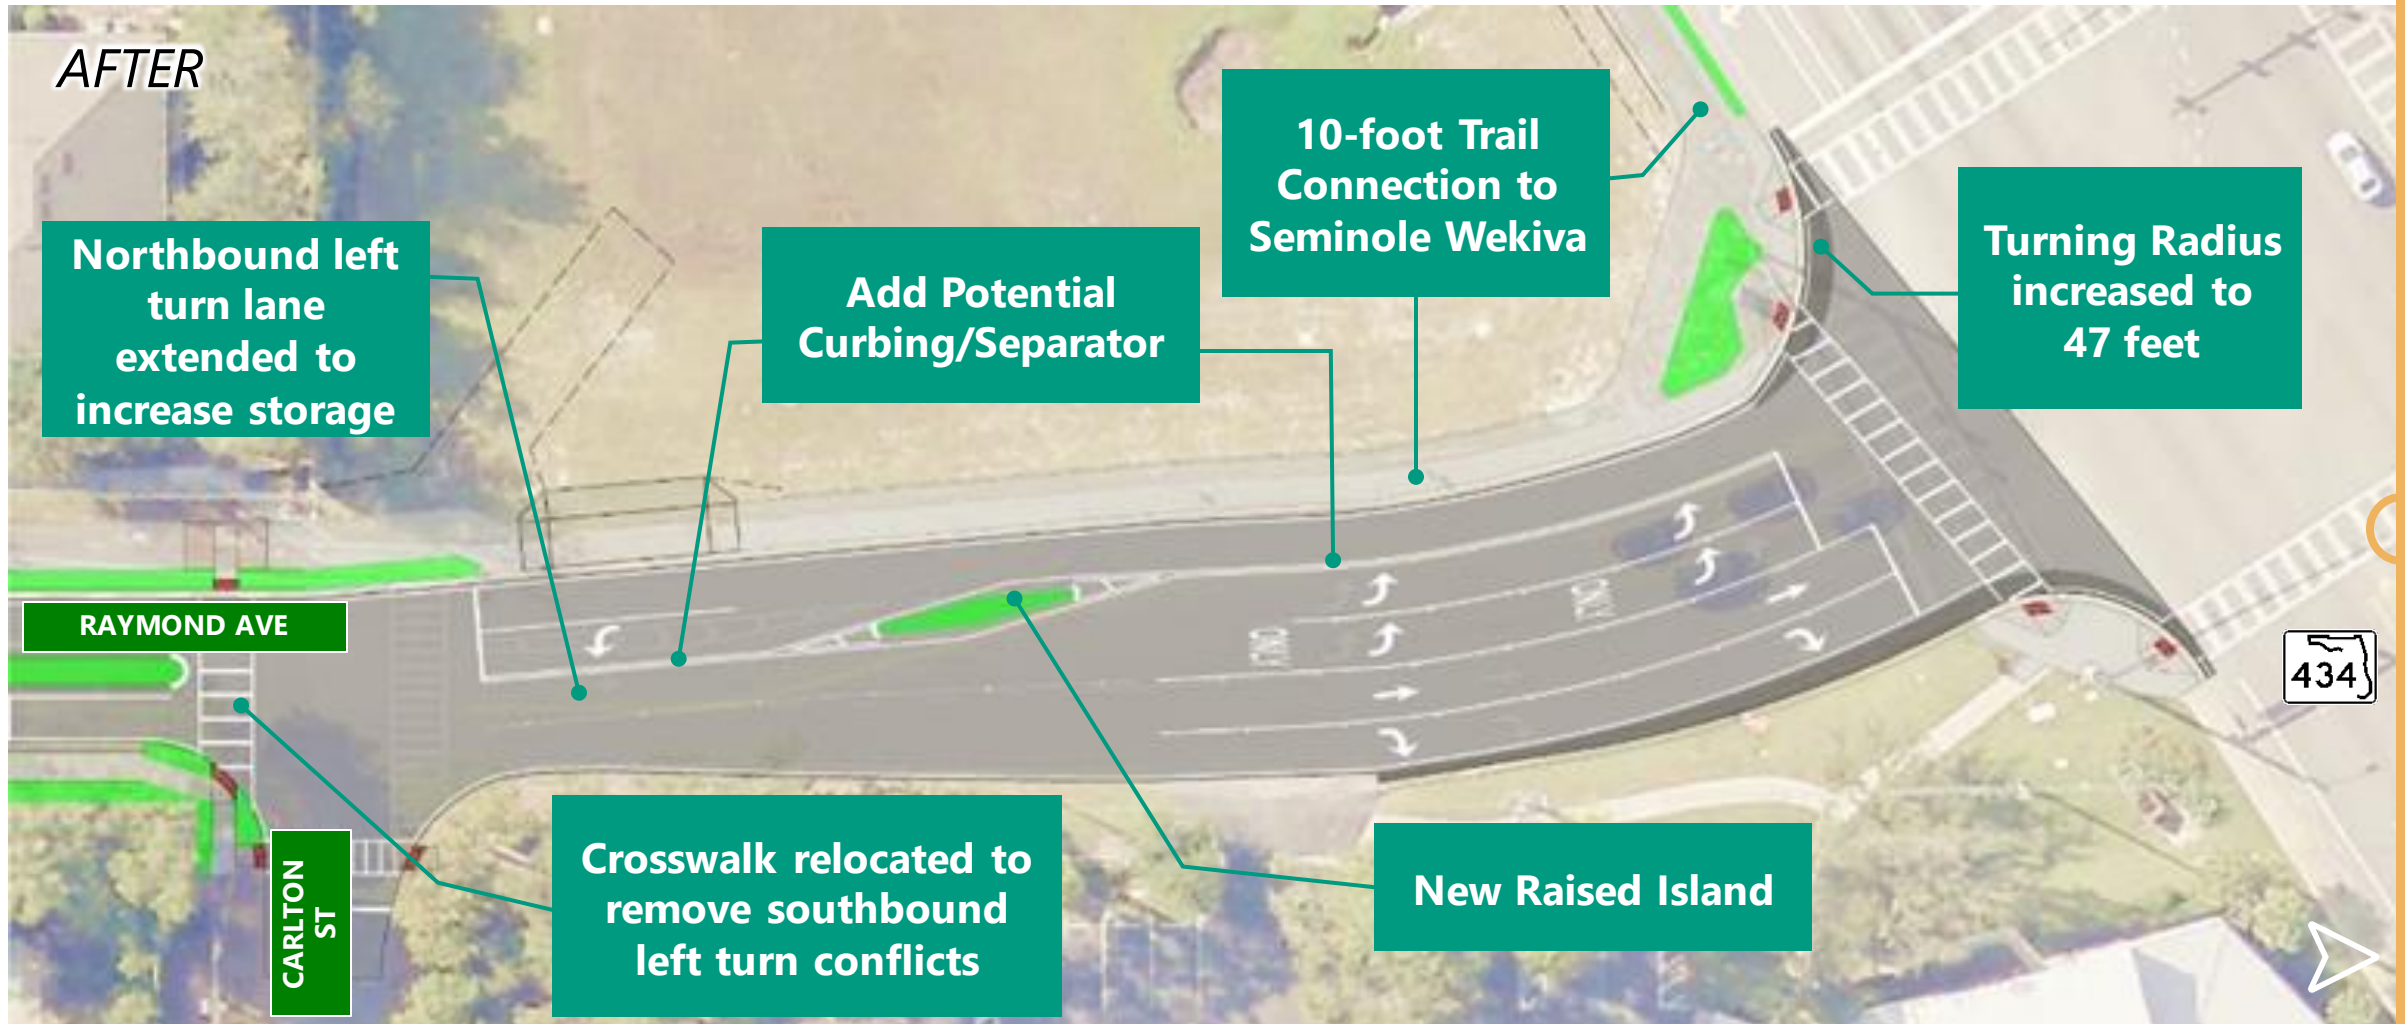 AFTER
Northbound left
turn lane
extended to
increase storage
Add Potential
Curbing/Separator
10-foot Trail
Connection to
Seminole Wekiva
Turning Radius
increased to
47 feet
RAYMOND AVE
ONLY
ONLY
434
CARLTON
ST
Crosswalk relocated to
remove southbound
left turn conflicts
New Raised Island